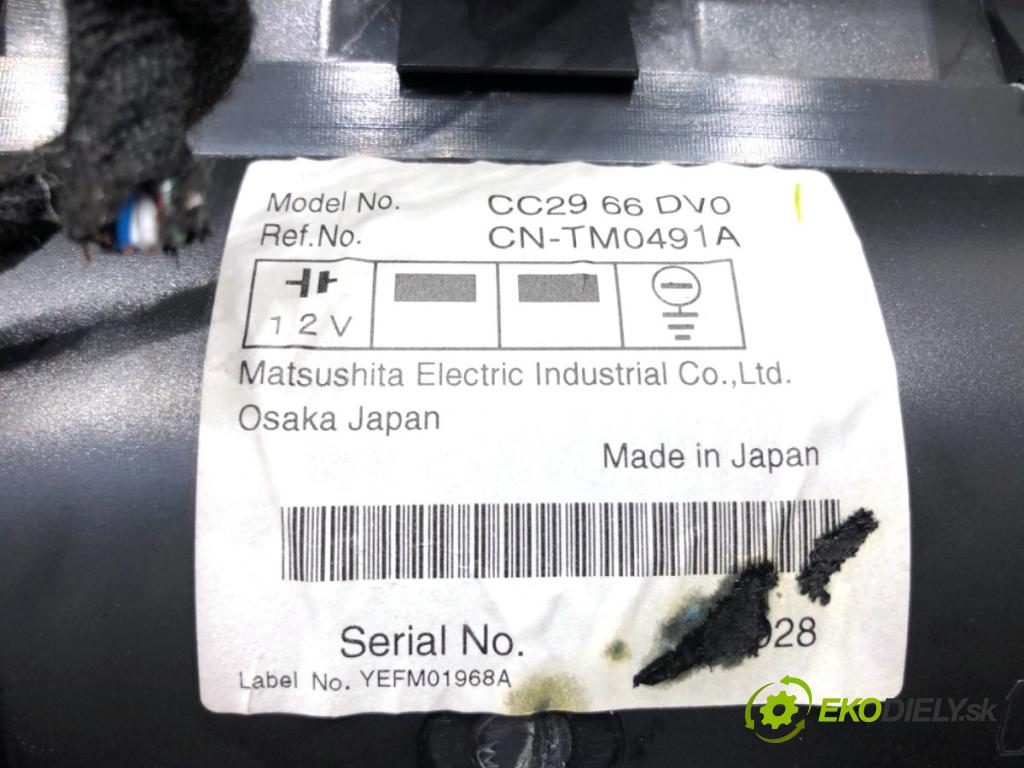 Model No. CC29 66 DV0
Ref.No. CN-TM0491A
12V
Matsushita Electric Industrial Co.,Ltd.
Osaka Japan
Made in Japan
Serial No. 028
Label No. YEFM01968A
EKODIELY.sk